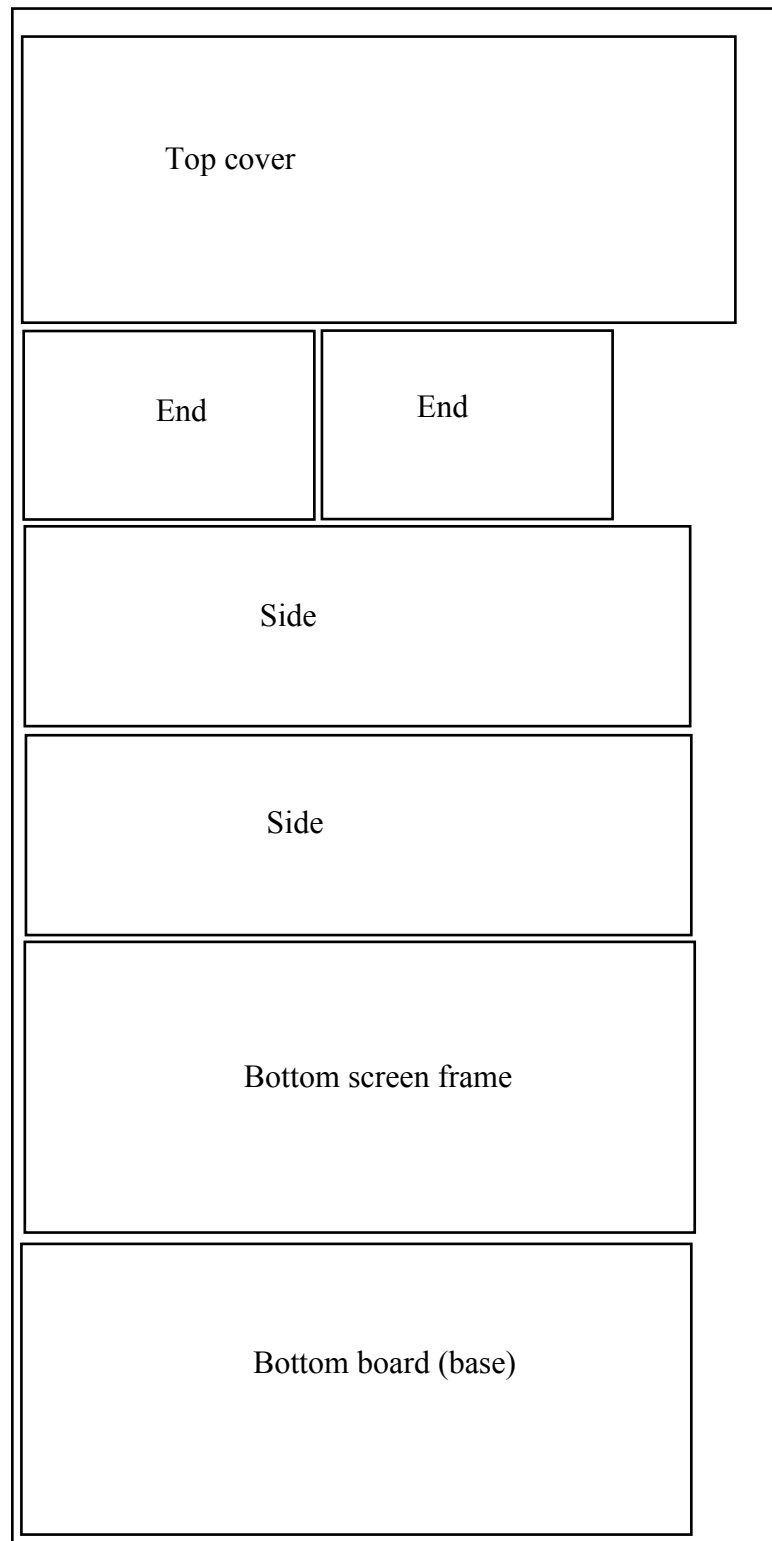 Top cover
End
End
Side
Side
Bottom screen frame
Bottom board (base)